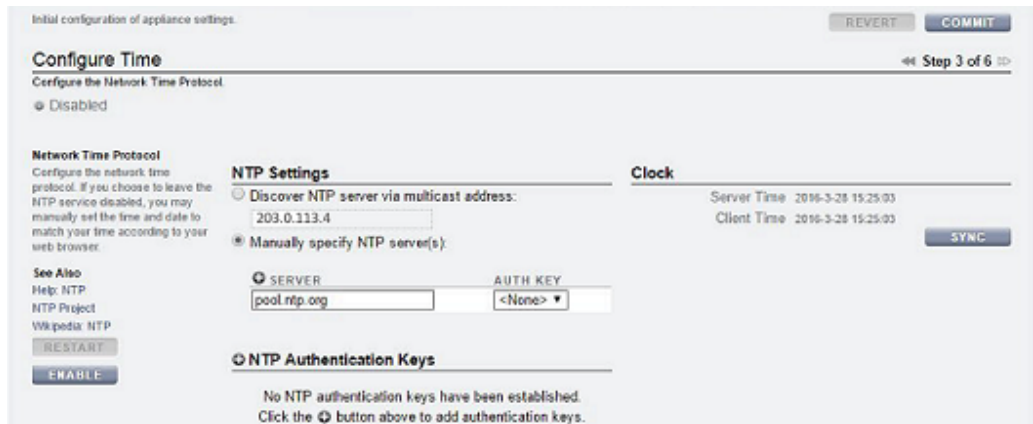 Initial configuration of appliance settings.
REVERT
COMMIT
Configure Time
Step 3 of 6
Configure the Network Time Protocol.
Disabled
Network Time Protocol
Configure the network time
protocol. If you choose to leave the
NTP service disabled, you may
manually set the time and date to
match your time according to your
web browser.
See Also
Help: NTP
NTP Project
Wikipedia: NTP
RESTART
ENABLE
NTP Settings
Discover NTP server via multicast address:
203.0.113.4
Manually specify NTP server(s):
SERVER AUTH KEY
pool.ntp.org <None>
NTP Authentication Keys
No NTP authentication keys have been established.
Click the button above to add authentication keys.
Clock
Server Time 2016-3-28 15:25:03
Client Time 2016-3-28 15:25:03
SYNC